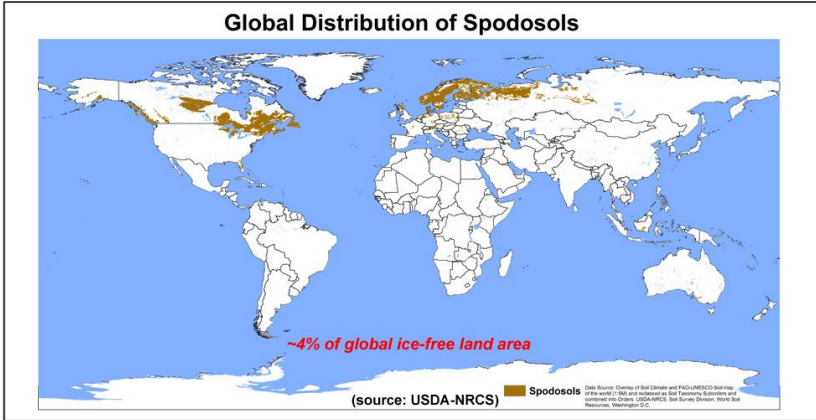 Global Distribution of Spodosols
~4% of global ice-free land area
(source: USDA-NRCS)
Spodosols
Data Source: Overlay of Soil Climate and FAO-UNESCO Soil map
of the world (1:5M) and reclassed as Soil Taxonomy Suborders and
combined into Orders. USDA-NRCS, Soil Survey Division, World Soil
Resources, Washington D.C.